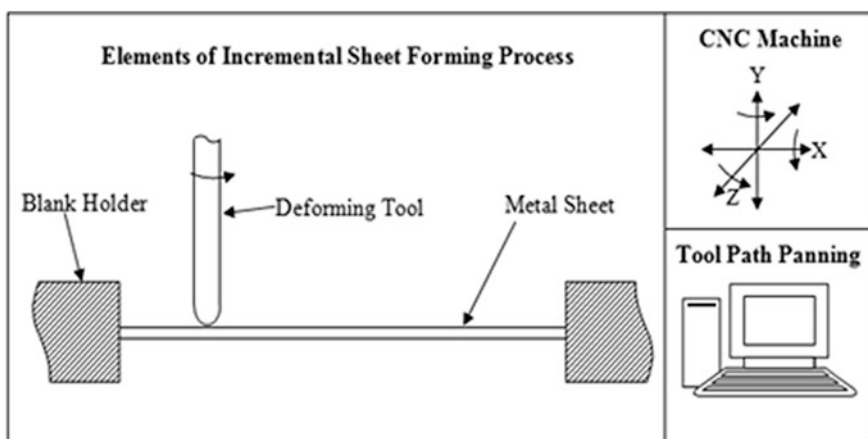 Elements of Incremental Sheet Forming Process
Blank Holder
Deforming Tool
Metal Sheet
CNC Machine
Y
X
Z
Tool Path Panning